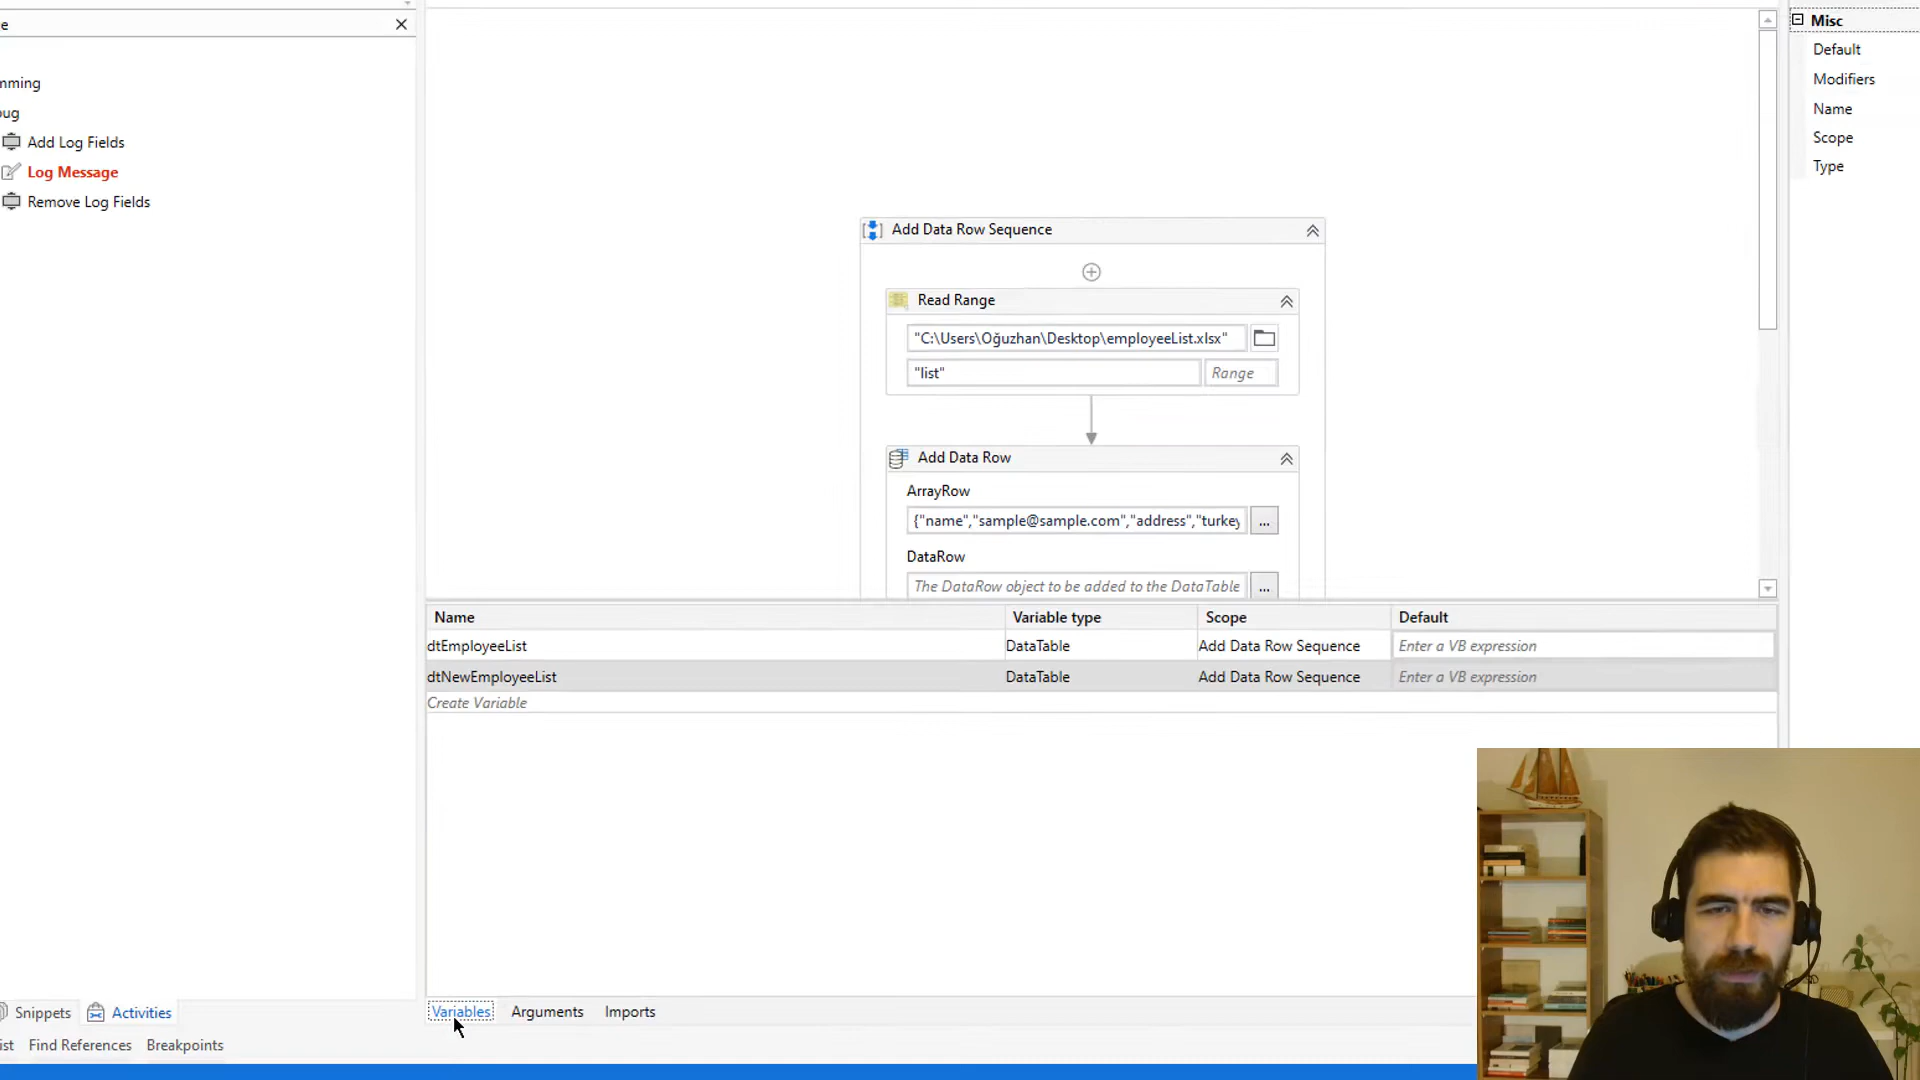 e
mming
oug
Add Log Fields
Log Message
Remove Log Fields
Snippets
Activities
ist
Find References
Breakpoints
Add Data Row Sequence
Read Range
"C:\Users\Oğuzhan\Desktop\employeeList.xlsx"
"list"
Range
Add Data Row
ArrayRow
{"name","sample@sample.com","address","turkey
...
DataRow
The DataRow object to be added to the DataTable
...
Name Variable type Scope Default
dtEmployeeList DataTable Add Data Row Sequence Enter a VB expression
dtNewEmployeeList DataTable Add Data Row Sequence Enter a VB expression
Create Variable
Variables Arguments Imports
Misc
Default
Modifiers
Name
Scope
Type